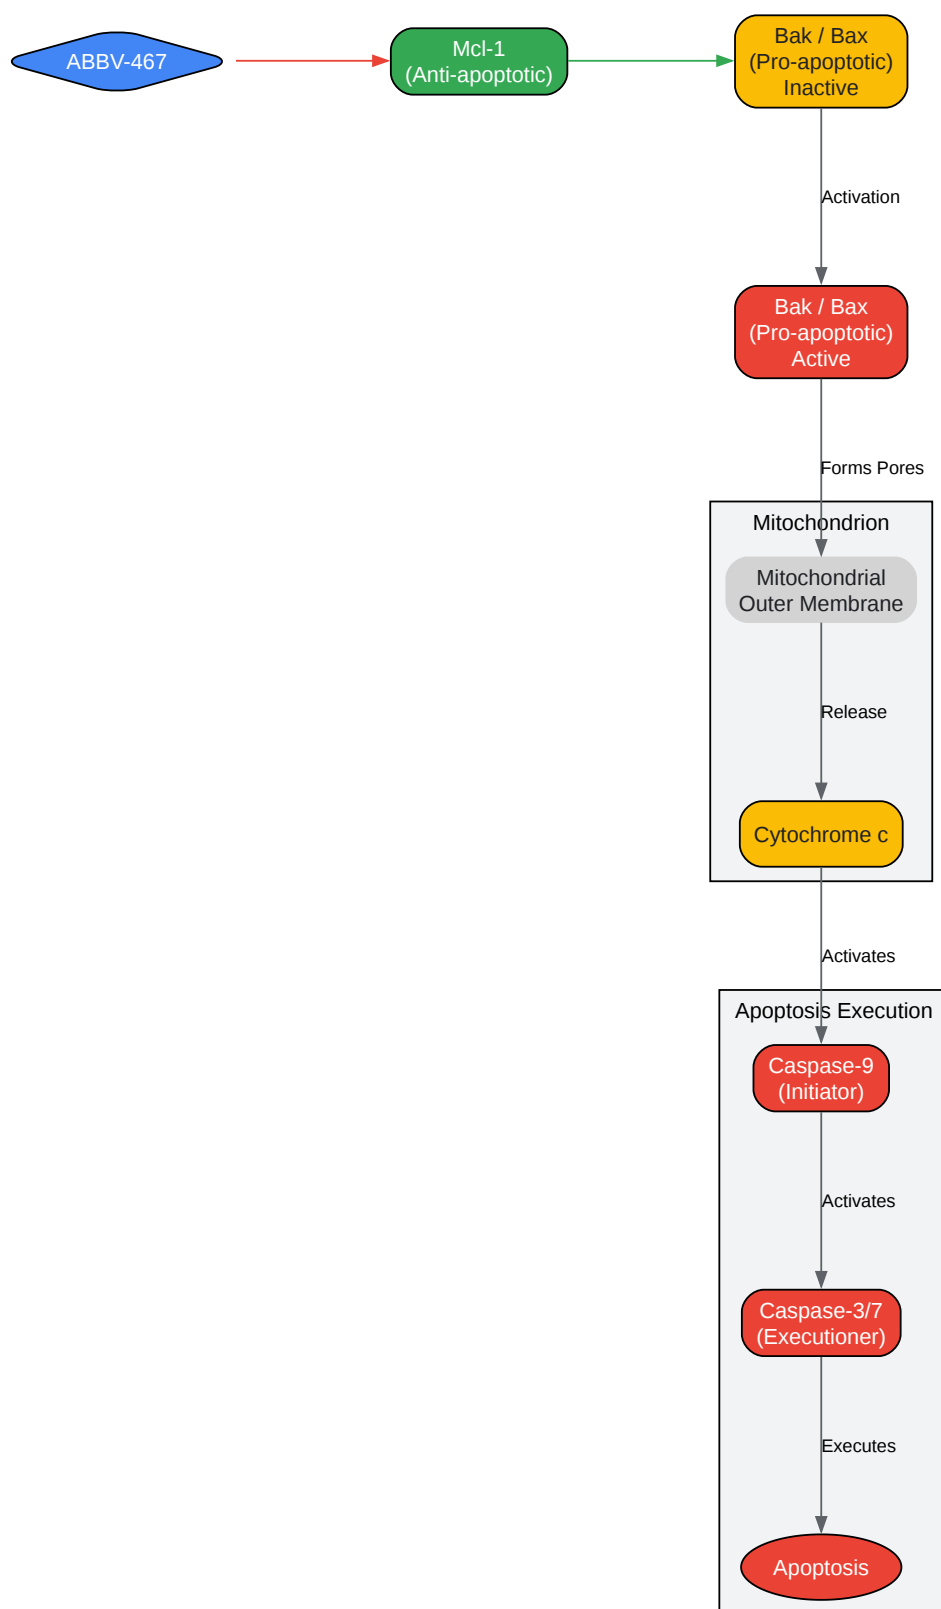 ABBV-467
Mcl-1
(Anti-apoptotic)
Bak / Bax
(Pro-apoptotic)
Inactive
Activation
Bak / Bax
(Pro-apoptotic)
Active
Forms Pores
Mitochondrion
Mitochondrial
Outer Membrane
Release
Cytochrome c
Activates
Apoptosis Execution
Caspase-9
(Initiator)
Activates
Caspase-3/7
(Executioner)
Executes
Apoptosis